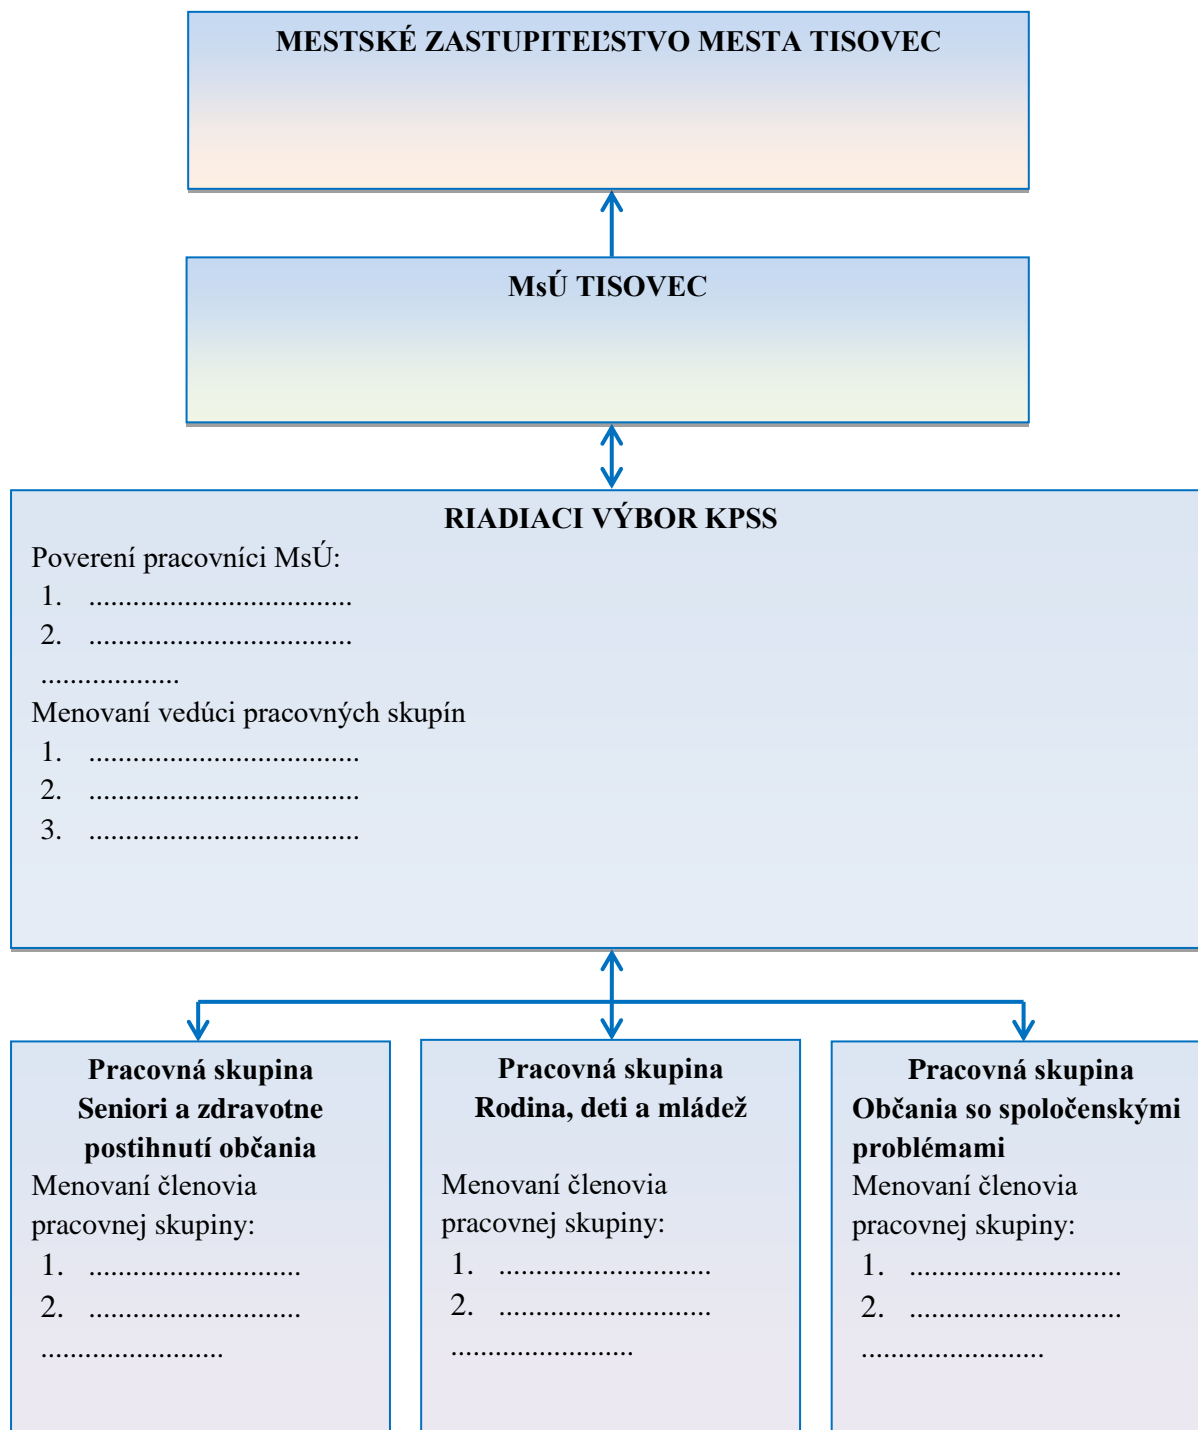 MESTSKÉ ZASTUPITEĽSTVO MESTA TISOVEC
MsÚ TISOVEC
RIADIACI VÝBOR KPSS
Poverení pracovníci MsÚ:
1. ....................................
2. ....................................
...................
Menovaní vedúci pracovných skupín
1. .....................................
2. .....................................
3. .....................................
Pracovná skupina
Seniori a zdravotne
postihnutí občania
Menovaní členovia
pracovnej skupiny:
1. .............................
2. .............................
.........................
Pracovná skupina
Rodina, deti a mládež
Menovaní členovia
pracovnej skupiny:
1. .............................
2. .............................
.........................
Pracovná skupina
Občania so spoločenskými
problémami
Menovaní členovia
pracovnej skupiny:
1. .............................
2. .............................
.........................